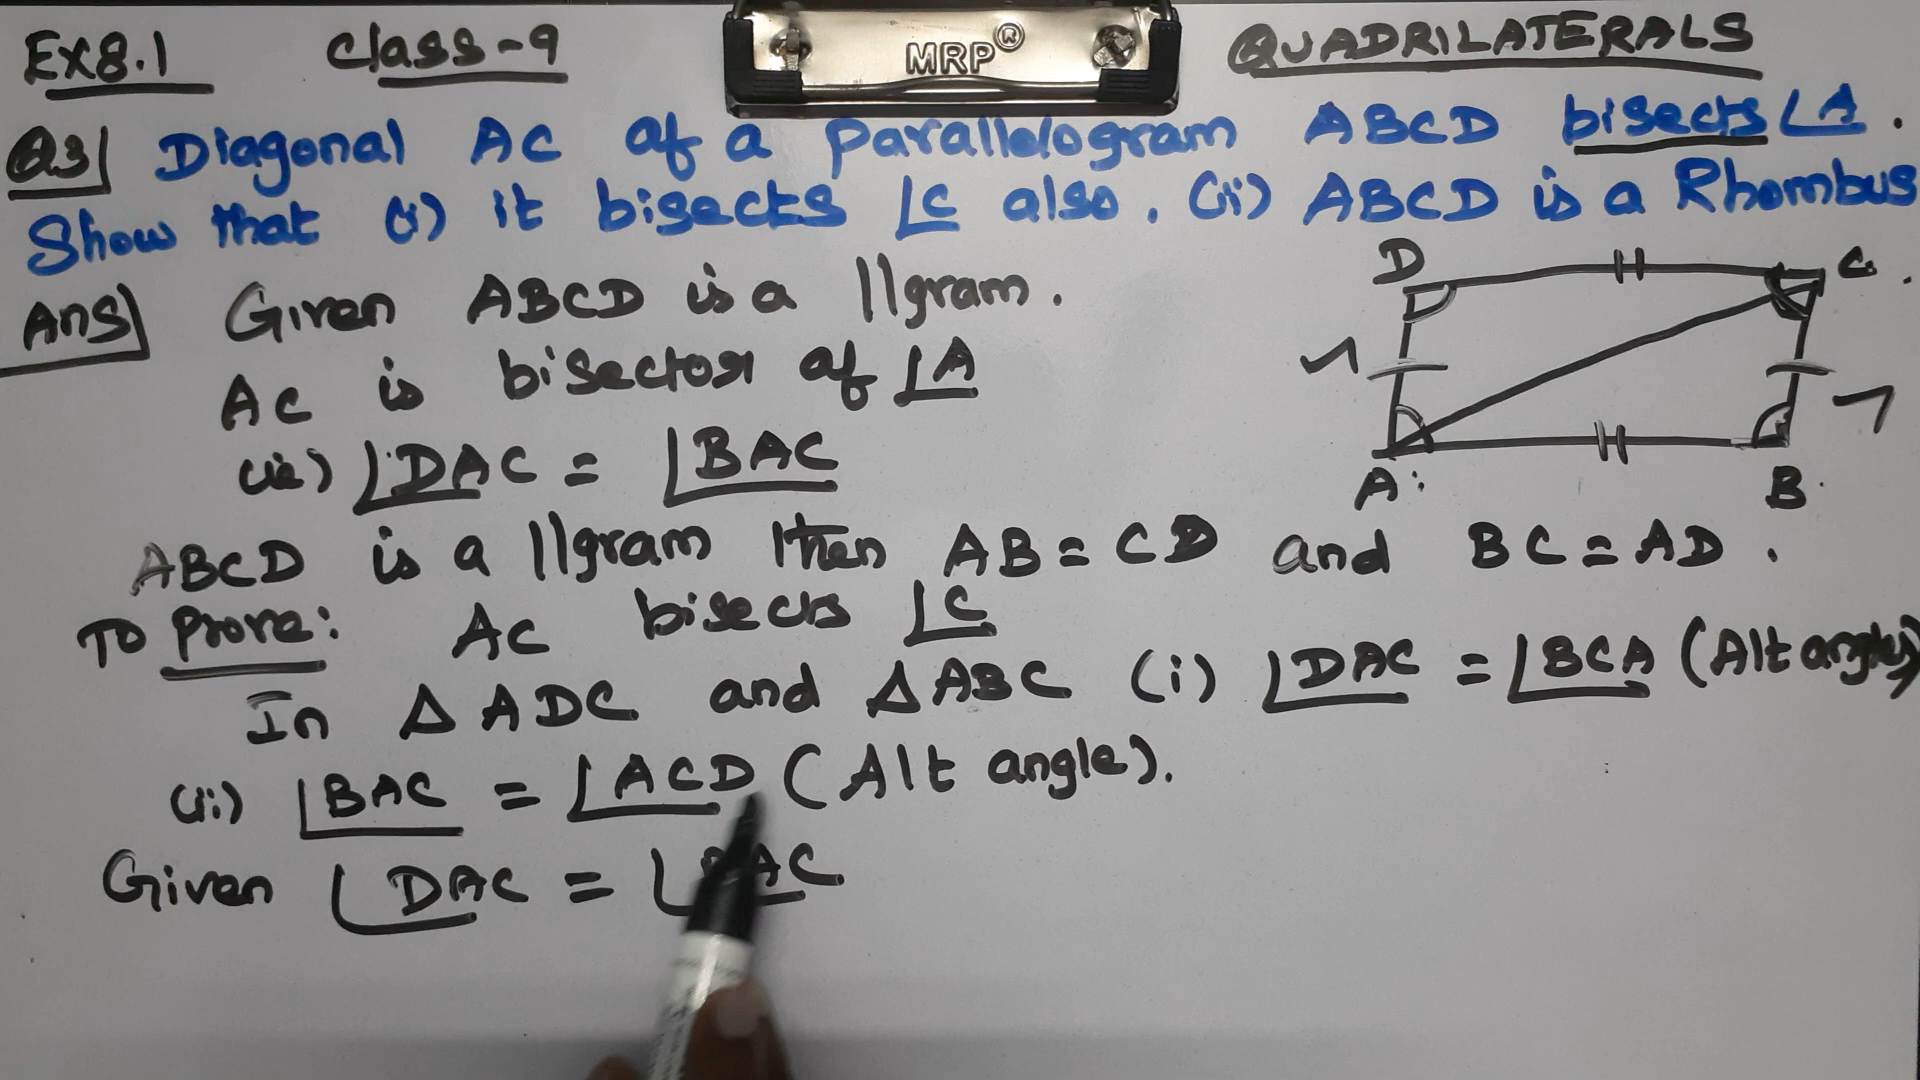 EX8.1 Class-9 MRP® QUADRILATERALS
Q3| Diagonal AC of a parallelogram ABCD bisects ∠A.
Show that (i) it bisects ∠C also. (ii) ABCD is a Rhombus
Ans| Given ABCD is a ||gram.
AC is bisector of ∠A
(ie) ∠DAC = ∠BAC
D C
A B
ABCD is a ||gram then AB = CD and BC = AD.
To prove: AC bisects ∠C
In △ADC and △ABC (i) ∠DAC = ∠BCA (Alt angles)
(ii) ∠BAC = ∠ACD (Alt angle).
Given ∠DAC =